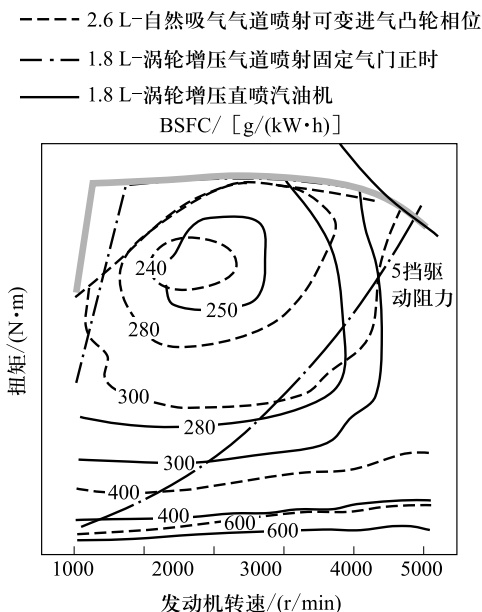 2.6 L-自然吸气气道喷射可变进气凸轮相位
1.8 L-涡轮增压气道喷射固定气门正时
1.8 L-涡轮增压直喷汽油机
BSFC/［g/(kW·h)］
扭矩/(N·m)
240
250
280
5挡驱
动阻力
300
280
300
400
400
600
600
1000 2000 3000 4000 5000
发动机转速/(r/min)